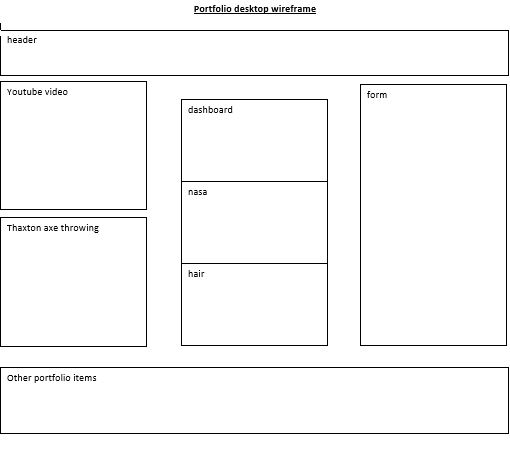 Portfolio desktop wireframe
header
Youtube video
Thaxton axe throwing
dashboard
nasa
hair
form
Other portfolio items